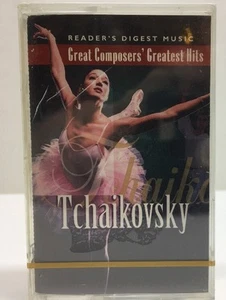 READER'S DIGEST MUSIC
Great Composers' Greatest Hits
Tchaikovsky